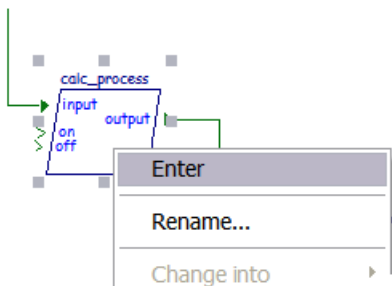 calc_process
input
output
on
off
Enter
Rename...
Change into